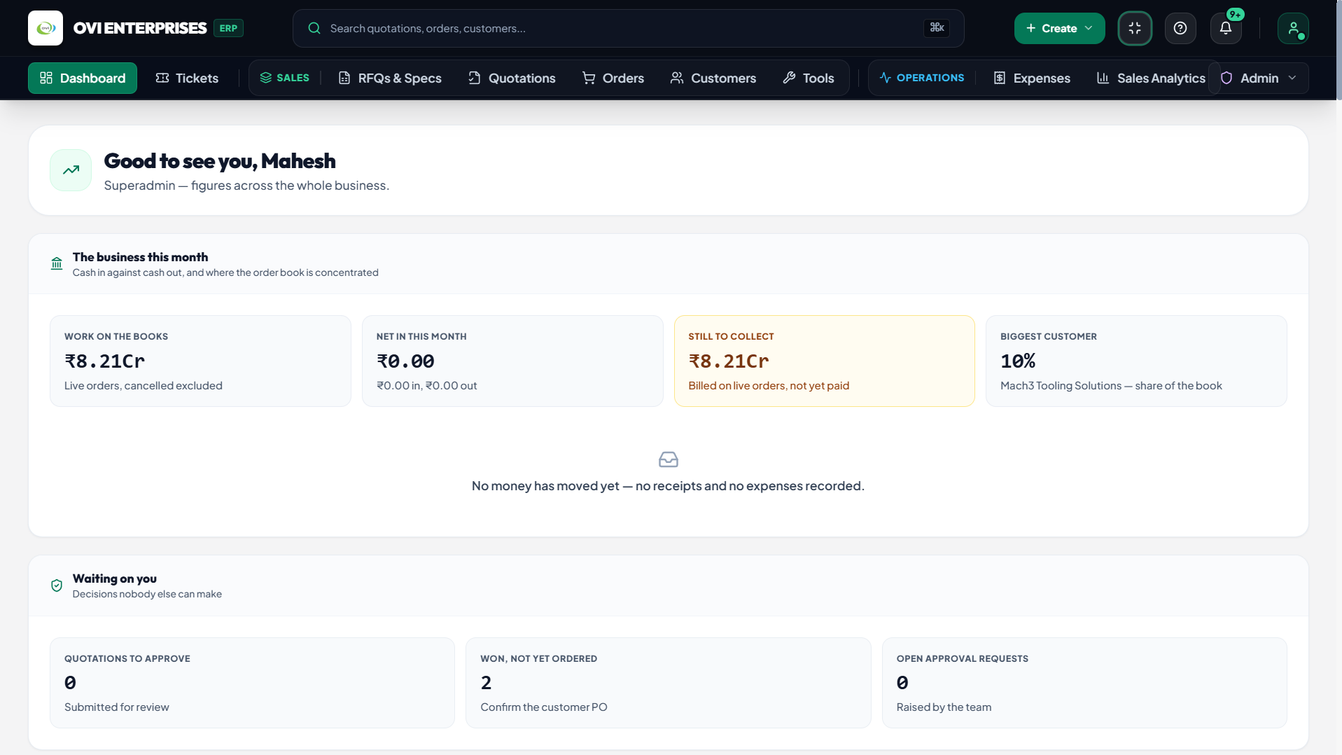 OVI ENTERPRISES ERP
Search quotations, orders, customers... ⌘K
+ Create
9+
Dashboard Tickets SALES RFQs & Specs Quotations Orders Customers Tools OPERATIONS Expenses Sales Analytics Admin
Good to see you, Mahesh
Superadmin — figures across the whole business.
The business this month
Cash in against cash out, and where the order book is concentrated
WORK ON THE BOOKS
₹8.21Cr
Live orders, cancelled excluded
NET IN THIS MONTH
₹0.00
₹0.00 in, ₹0.00 out
STILL TO COLLECT
₹8.21Cr
Billed on live orders, not yet paid
BIGGEST CUSTOMER
10%
Mach3 Tooling Solutions — share of the book
No money has moved yet — no receipts and no expenses recorded.
Waiting on you
Decisions nobody else can make
QUOTATIONS TO APPROVE
0
Submitted for review
WON, NOT YET ORDERED
2
Confirm the customer PO
OPEN APPROVAL REQUESTS
0
Raised by the team